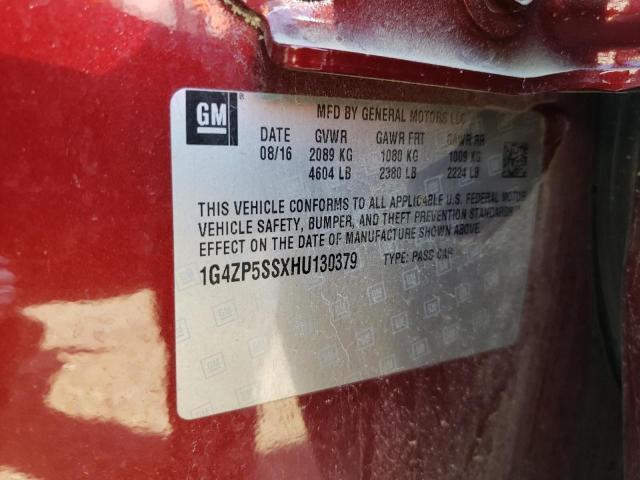 GM
MFD BY GENERAL MOTORS LLC
DATE GVWR GAWR FRT GAWR RR
08/16 2089 KG 1080 KG 1009 KG
4604 LB 2380 LB 2224 LB
THIS VEHICLE CONFORMS TO ALL APPLICABLE U.S. FEDERAL MOTOR
VEHICLE SAFETY, BUMPER, AND THEFT PREVENTION STANDARDS IN
EFFECT ON THE DATE OF MANUFACTURE SHOWN ABOVE.
1G4ZP5SSXHU130379 TYPE: PASS CAR